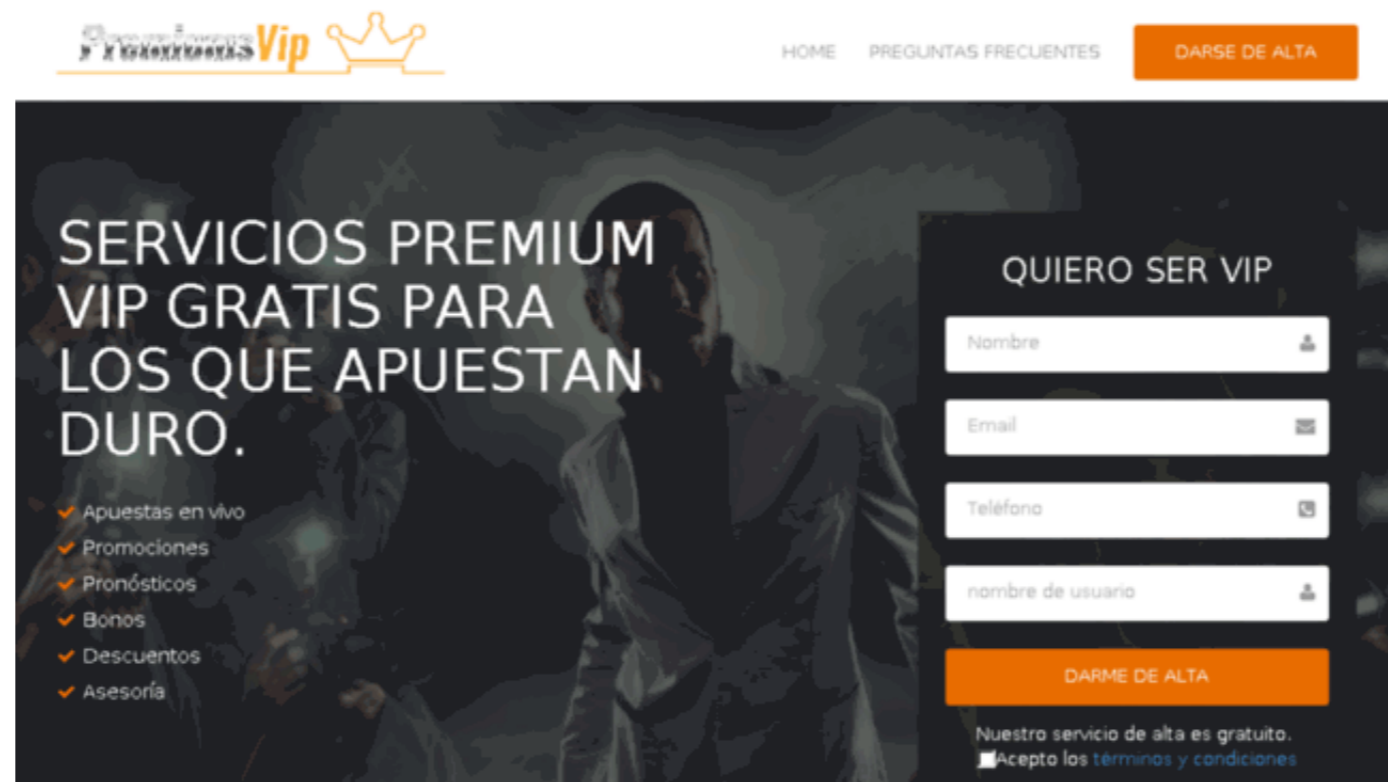 Vip
HOME
PREGUNTAS FRECUENTES
DARSE DE ALTA
SERVICIOS PREMIUM
VIP GRATIS PARA
LOS QUE APUESTAN
DURO.
Apuestas en vivo
Promociones
Pronósticos
Bonos
Descuentos
Asesoría
QUIERO SER VIP
Nombre
Email
Teléfono
nombre de usuario
DARME DE ALTA
Nuestro servicio de alta es gratuito.
Acepto los términos y condiciones